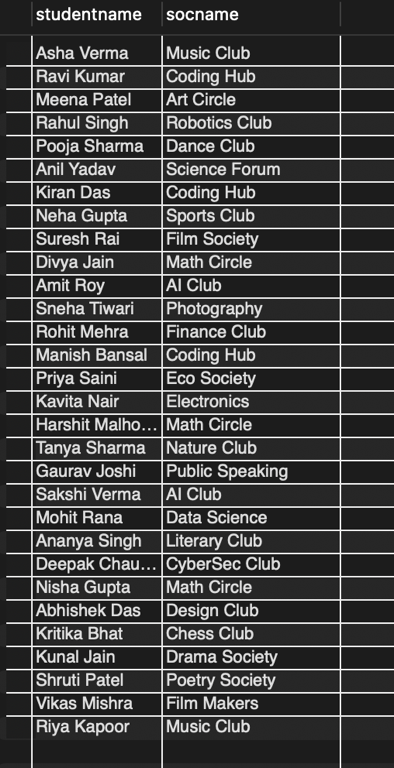 studentname socname
Asha Verma Music Club
Ravi Kumar Coding Hub
Meena Patel Art Circle
Rahul Singh Robotics Club
Pooja Sharma Dance Club
Anil Yadav Science Forum
Kiran Das Coding Hub
Neha Gupta Sports Club
Suresh Rai Film Society
Divya Jain Math Circle
Amit Roy AI Club
Sneha Tiwari Photography
Rohit Mehra Finance Club
Manish Bansal Coding Hub
Priya Saini Eco Society
Kavita Nair Electronics
Harshit Malho... Math Circle
Tanya Sharma Nature Club
Gaurav Joshi Public Speaking
Sakshi Verma AI Club
Mohit Rana Data Science
Ananya Singh Literary Club
Deepak Chau... CyberSec Club
Nisha Gupta Math Circle
Abhishek Das Design Club
Kritika Bhat Chess Club
Kunal Jain Drama Society
Shruti Patel Poetry Society
Vikas Mishra Film Makers
Riya Kapoor Music Club